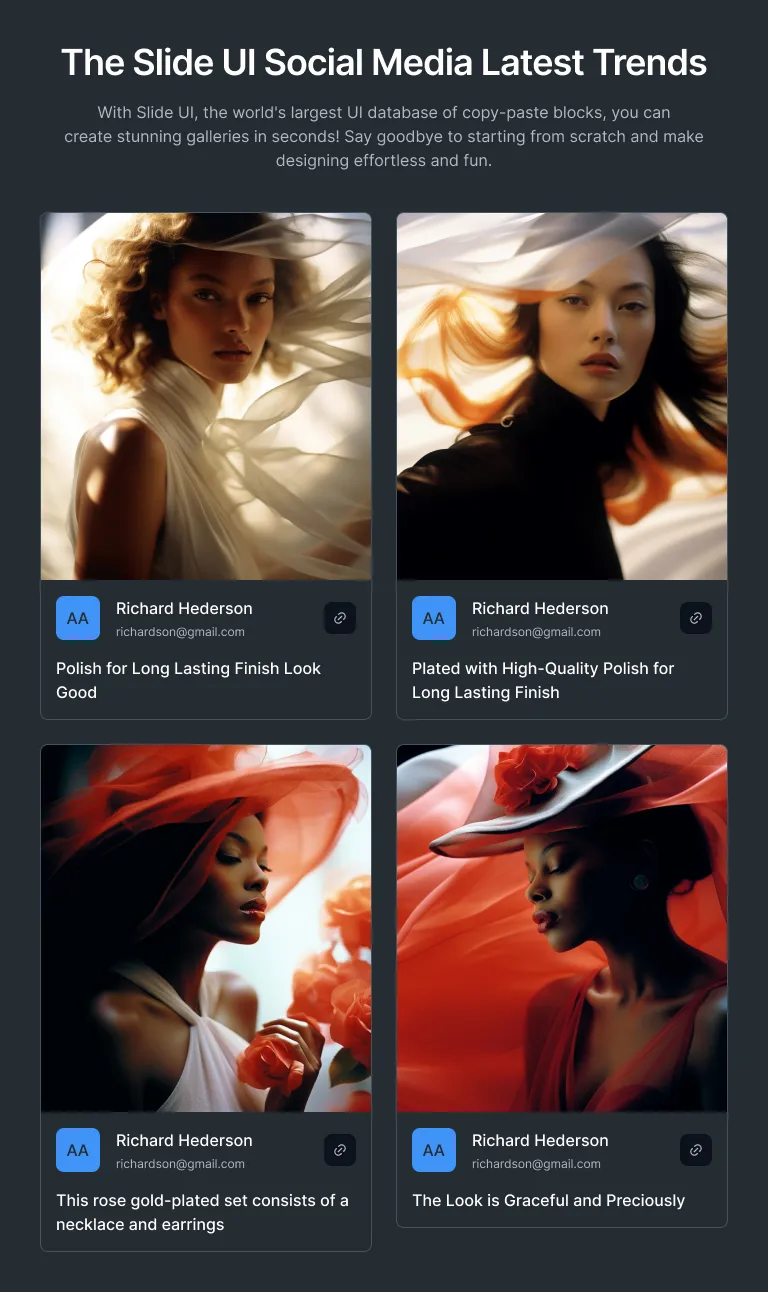 The Slide UI Social Media Latest Trends
With Slide UI, the world's largest UI database of copy-paste blocks, you can
create stunning galleries in seconds! Say goodbye to starting from scratch and make
designing effortless and fun.
AA
Richard Hederson
richardson@gmail.com
Polish for Long Lasting Finish Look
Good
AA
Richard Hederson
richardson@gmail.com
Plated with High-Quality Polish for
Long Lasting Finish
AA
Richard Hederson
richardson@gmail.com
This rose gold-plated set consists of a
necklace and earrings
AA
Richard Hederson
richardson@gmail.com
The Look is Graceful and Preciously